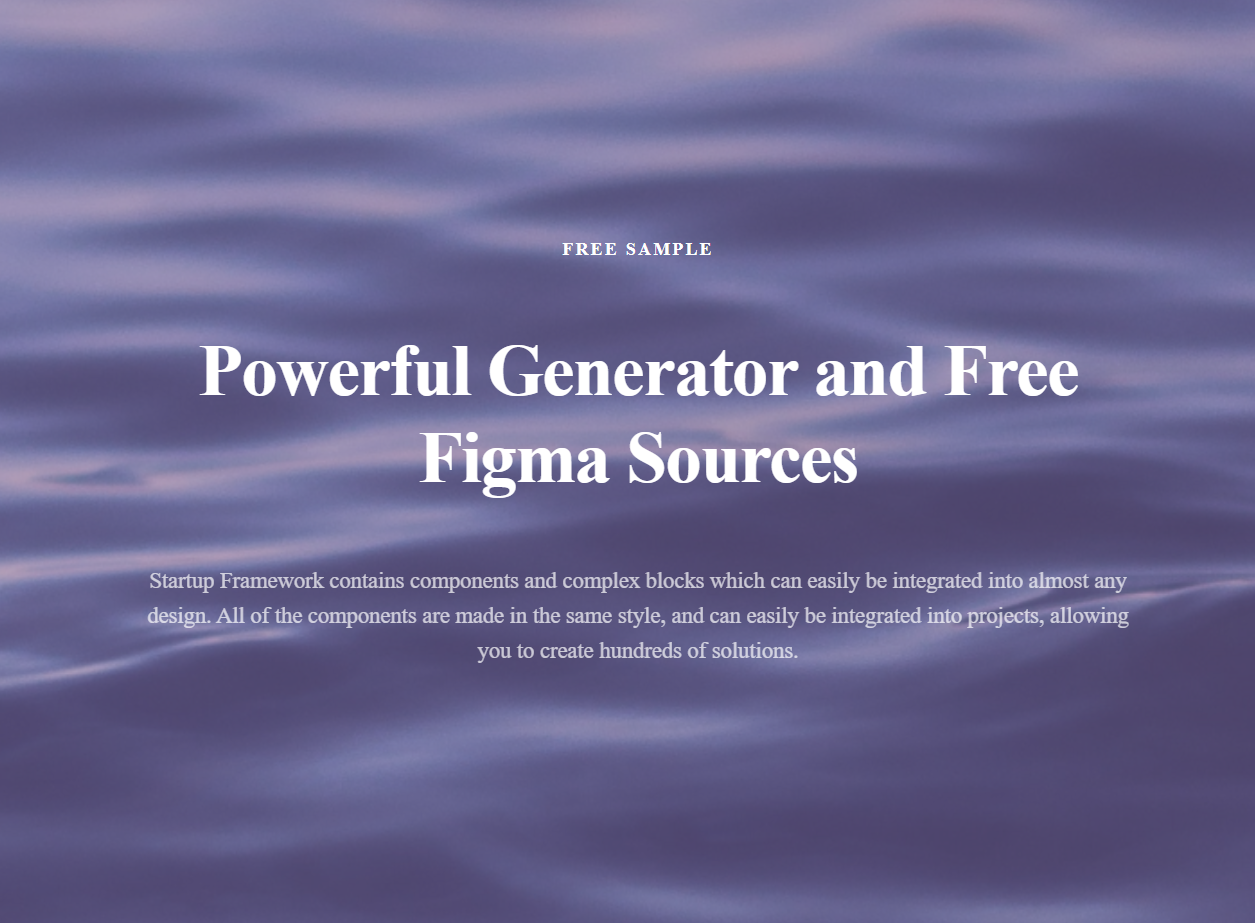 FREE SAMPLE
Powerful Generator and Free
Figma Sources
Startup Framework contains components and complex blocks which can easily be integrated into almost any
design. All of the components are made in the same style, and can easily be integrated into projects, allowing
you to create hundreds of solutions.